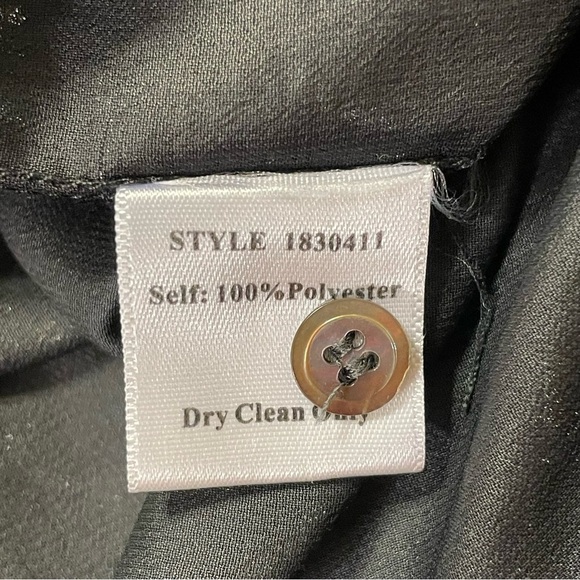 STYLE 1830411
Self: 100%Polyester
Dry Clean Only